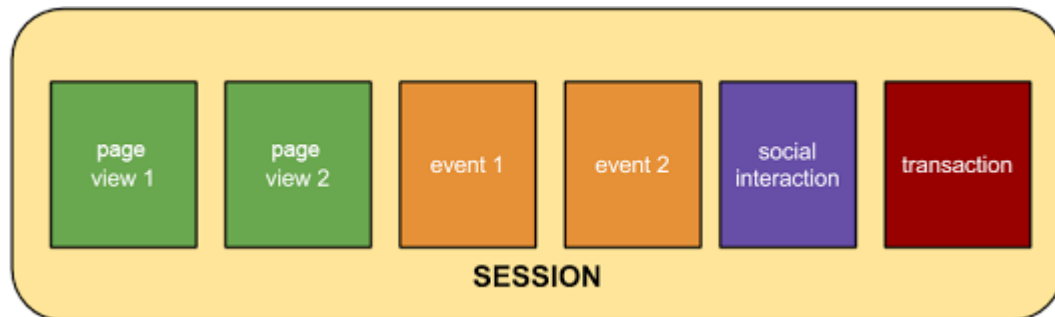 page
view 1
page
view 2
event 1
event 2
social
interaction
transaction
SESSION